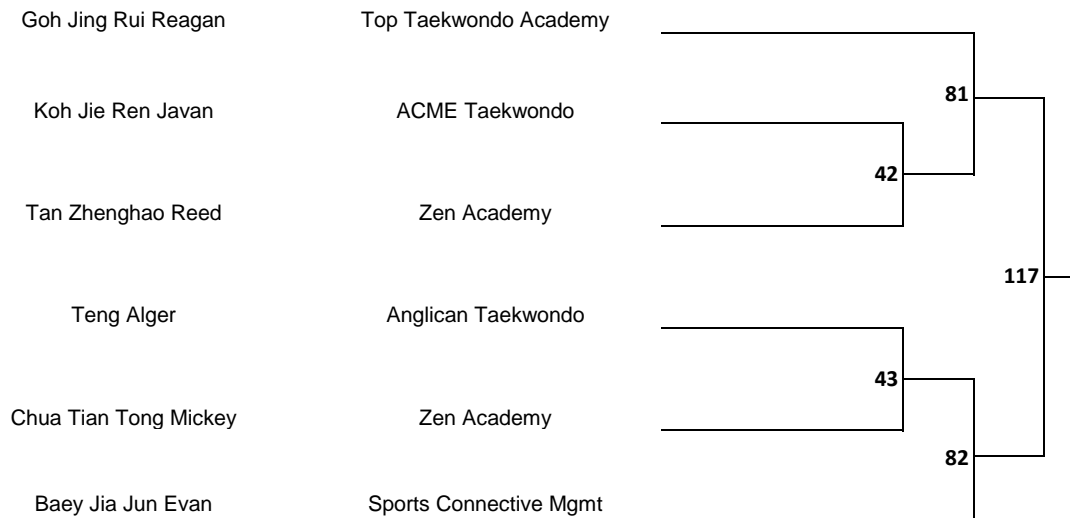 Goh Jing Rui Reagan Top Taekwondo Academy
81
Koh Jie Ren Javan ACME Taekwondo
42
Tan Zhenghao Reed Zen Academy
117
Teng Alger Anglican Taekwondo
43
Chua Tian Tong Mickey Zen Academy
82
Baey Jia Jun Evan Sports Connective Mgmt